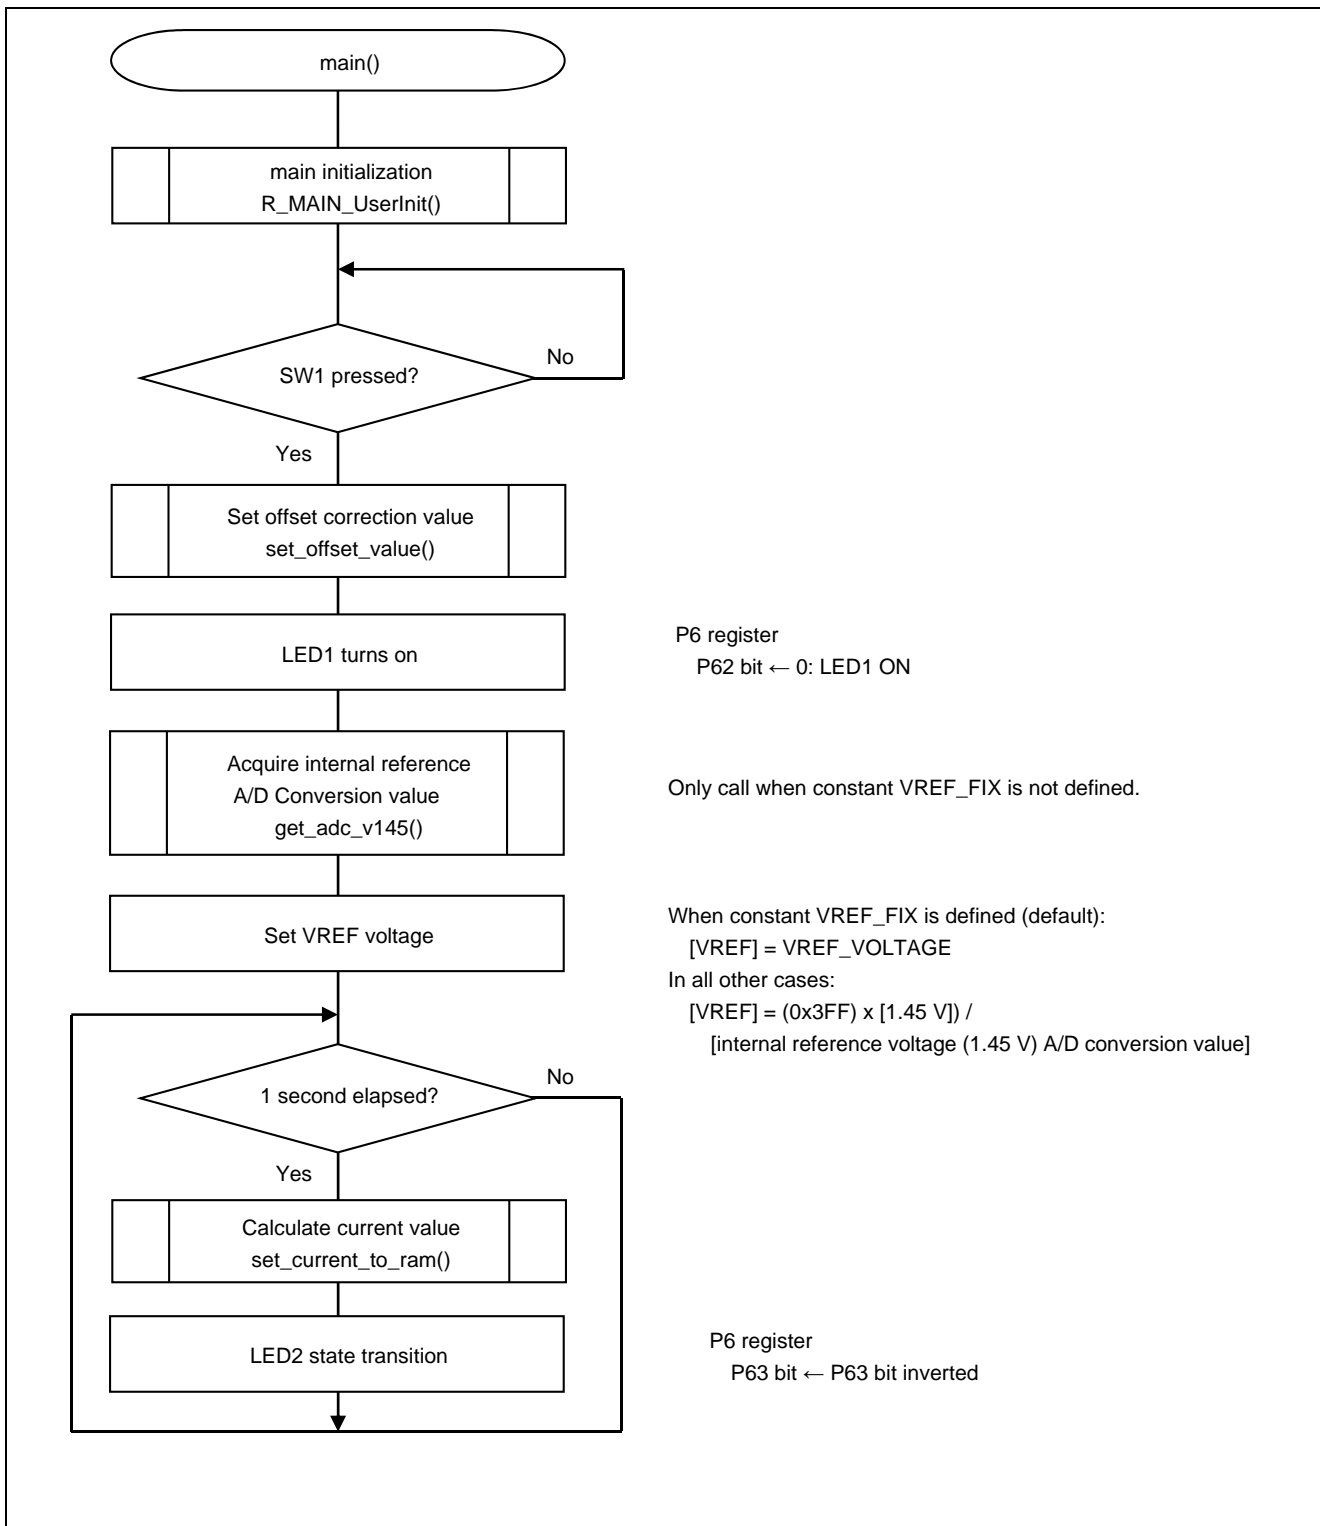 main()
main initialization
R_MAIN_UserInit()
SW1 pressed?
No
Yes
Set offset correction value
set_offset_value()
LED1 turns on
P6 register
P62 bit ← 0: LED1 ON
Acquire internal reference
A/D Conversion value
get_adc_v145()
Only call when constant VREF_FIX is not defined.
Set VREF voltage
When constant VREF_FIX is defined (default):
[VREF] = VREF_VOLTAGE
In all other cases:
[VREF] = (0x3FF) x [1.45 V]) /
[internal reference voltage (1.45 V) A/D conversion value]
1 second elapsed?
No
Yes
Calculate current value
set_current_to_ram()
LED2 state transition
P6 register
P63 bit ← P63 bit inverted